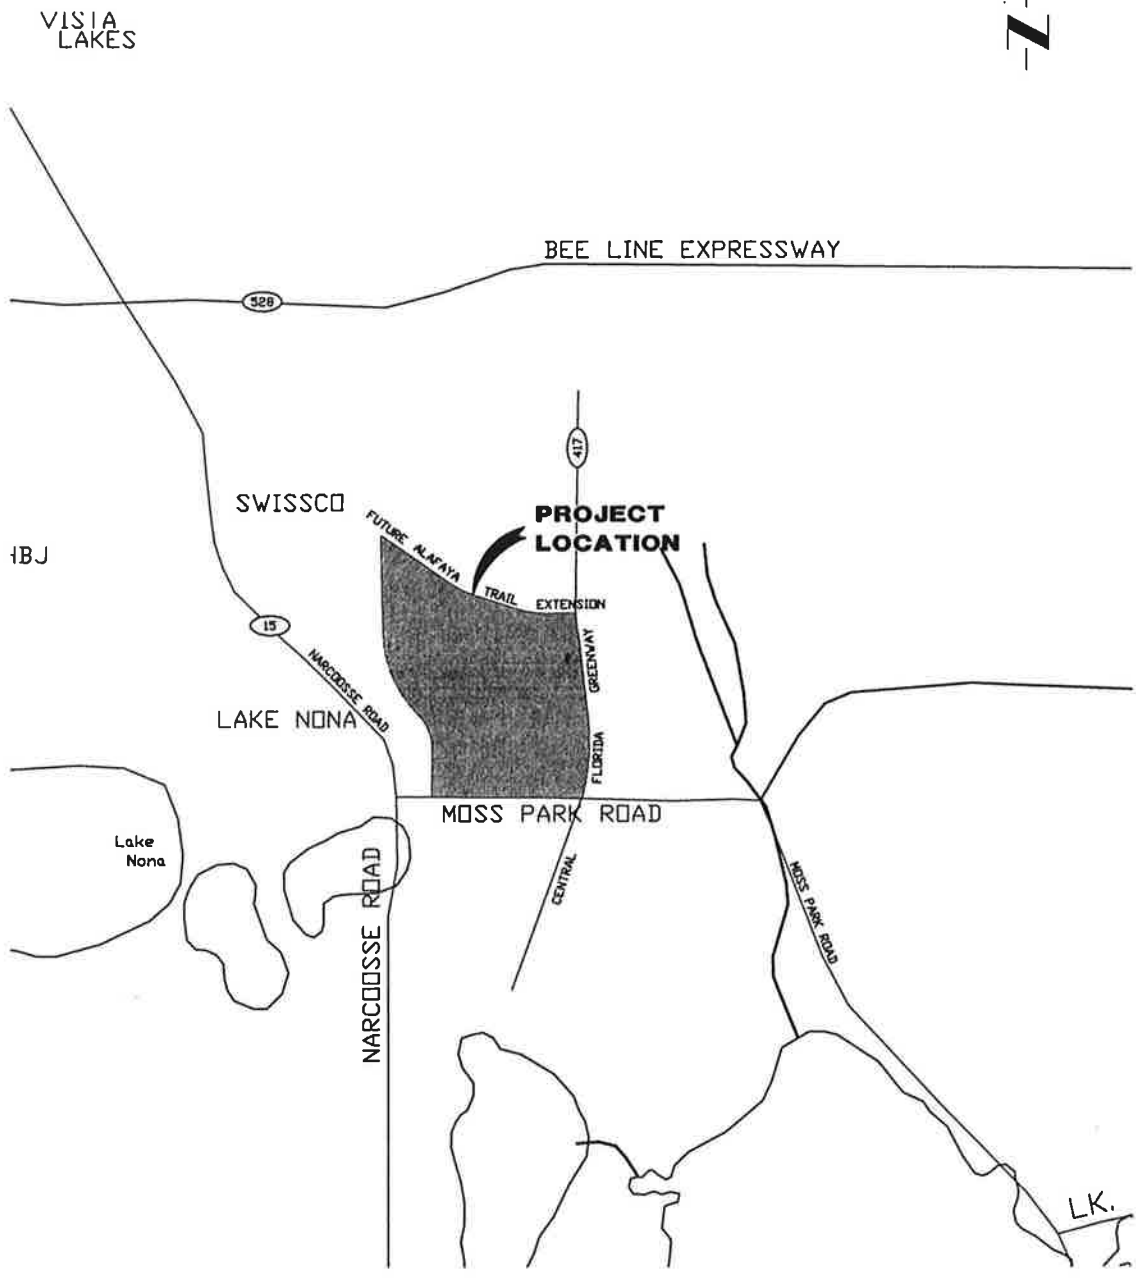 VISTA
LAKES
N
BEE LINE EXPRESSWAY
528
417
SWISSCO
PROJECT
LOCATION
FUTURE ALAFAYA TRAIL EXTENSION
HBJ
15
NARCOOSSE ROAD
GREENWAY
LAKE NONA
FLORIDA
MOSS PARK ROAD
Lake
Nona
NARCOOSSE ROAD
CENTRAL
MOSS PARK ROAD
LK.